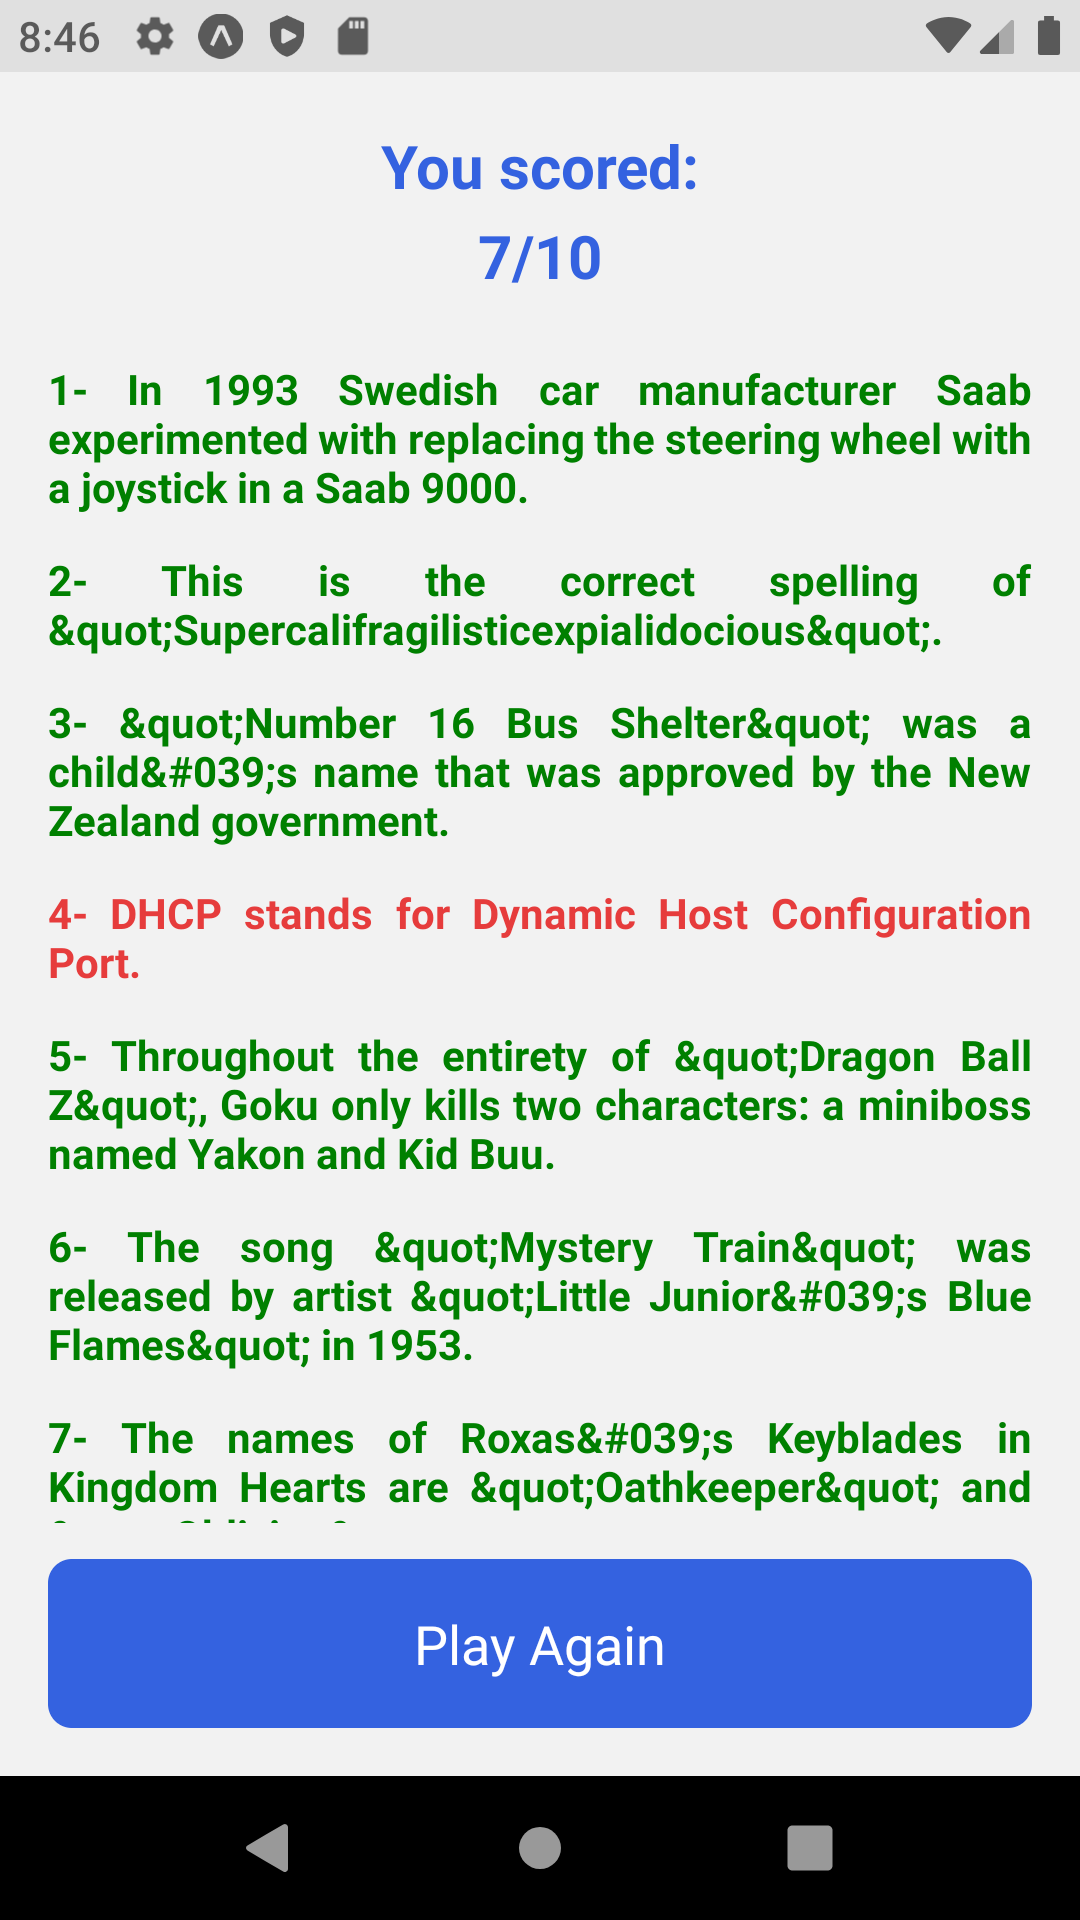 8:46
You scored:
7/10
1- In 1993 Swedish car manufacturer Saab
experimented with replacing the steering wheel with
a joystick in a Saab 9000.
2- This is the correct spelling of
&quot;Supercalifragilisticexpialidocious&quot;.
3- &quot;Number 16 Bus Shelter&quot; was a
child&#039;s name that was approved by the New
Zealand government.
4- DHCP stands for Dynamic Host Configuration
Port.
5- Throughout the entirety of &quot;Dragon Ball
Z&quot;, Goku only kills two characters: a miniboss
named Yakon and Kid Buu.
6- The song &quot;Mystery Train&quot; was
released by artist &quot;Little Junior&#039;s Blue
Flames&quot; in 1953.
7- The names of Roxas&#039;s Keyblades in
Kingdom Hearts are &quot;Oathkeeper&quot; and
Play Again